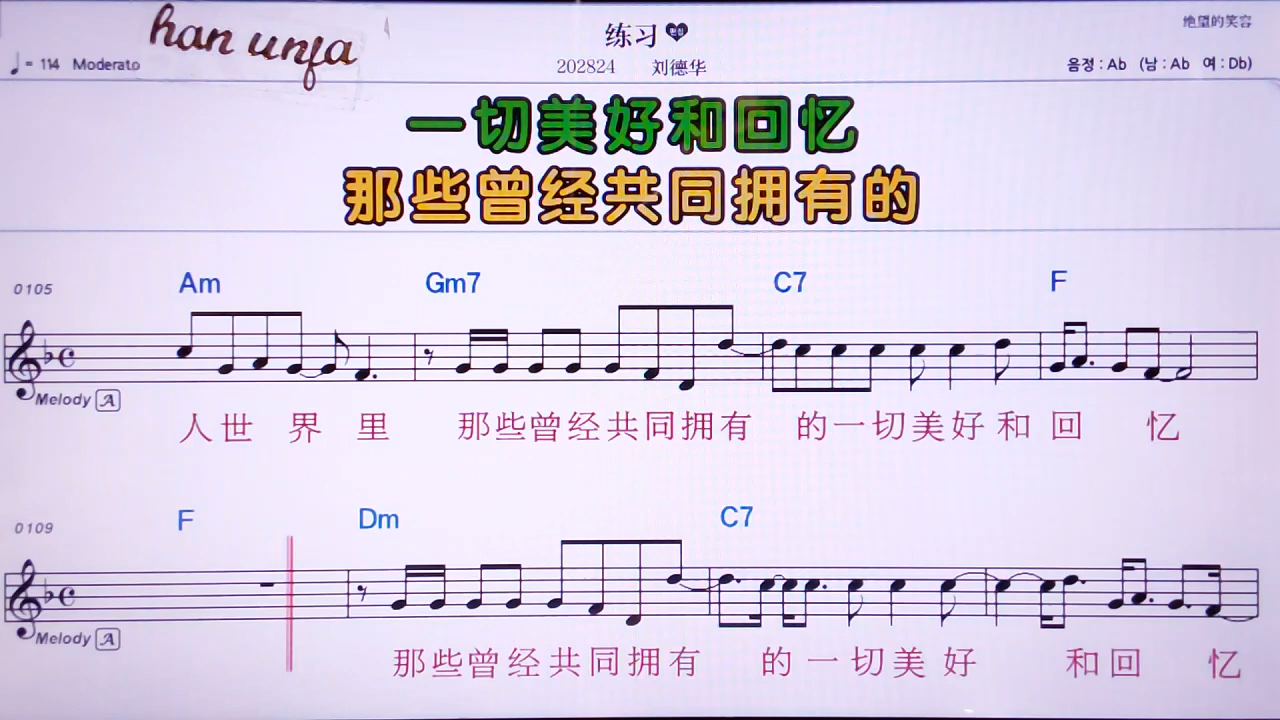 han unfa
练习 편집
绝望的笑容
♩= 114 Moderato
202824 刘德华
음정 : Ab (남 : Ab 여 : Db)
一切美好和回忆
那些曾经共同拥有的
Am Gm7 C7 F
0105
Melody A
人世界里 那些曾经共同拥有 的一切美好和回忆
F Dm C7
0109
Melody A
那些曾经共同拥有 的一切美好 和回忆